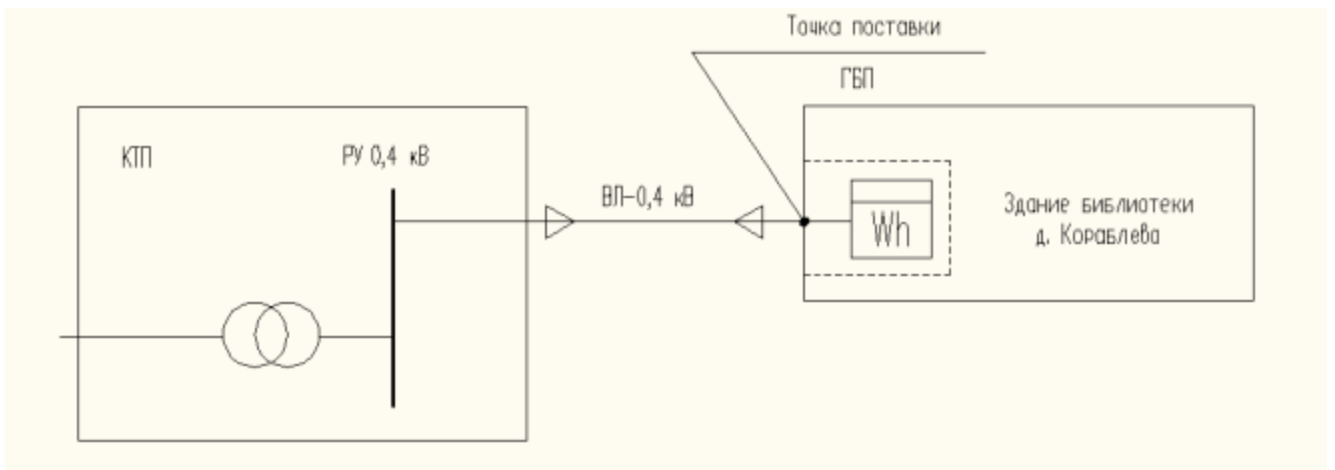 Точка поставки
ГБП
КТП
РУ 0,4 кВ
ВЛ-0,4 кВ
Wh
Здание библиотеки
д. Кораблева